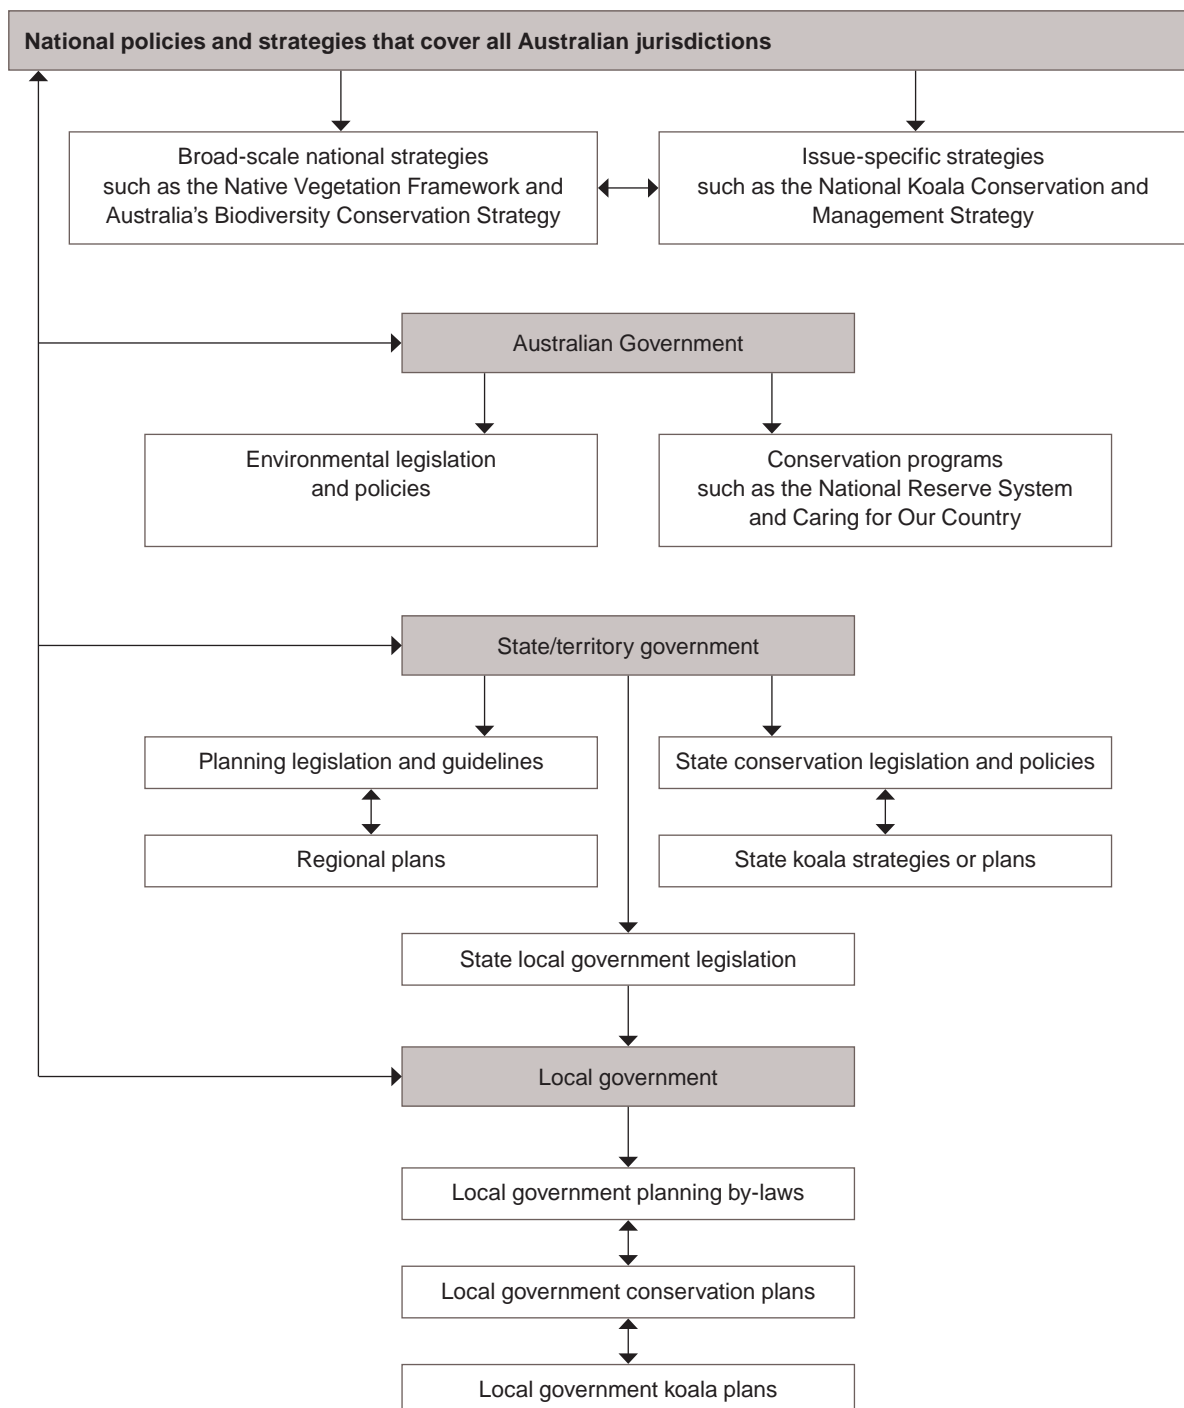 National policies and strategies that cover all Australian jurisdictions
Broad-scale national strategies
such as the Native Vegetation Framework and
Australia’s Biodiversity Conservation Strategy
Issue-specific strategies
such as the National Koala Conservation and
Management Strategy
Australian Government
Environmental legislation
and policies
Conservation programs
such as the National Reserve System
and Caring for Our Country
State/territory government
Planning legislation and guidelines
State conservation legislation and policies
Regional plans
State koala strategies or plans
State local government legislation
Local government
Local government planning by-laws
Local government conservation plans
Local government koala plans